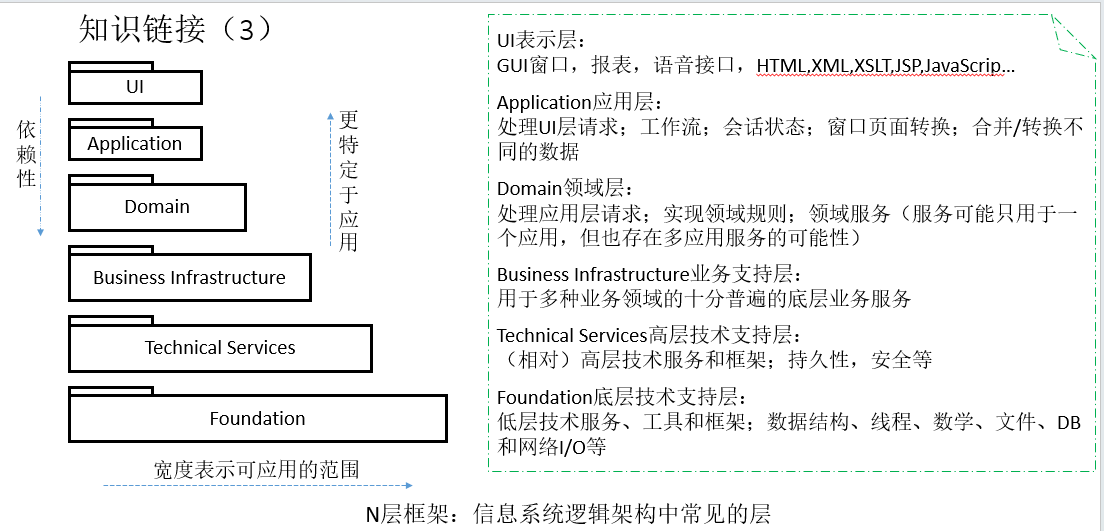 知识链接（3）
UI
Application
Domain
Business Infrastructure
Technical Services
Foundation
依赖性
更特定于应用
宽度表示可应用的范围
UI表示层：
GUI窗口，报表，语音接口，HTML,XML,XSLT,JSP,JavaScrip...
Application应用层：
处理UI层请求；工作流；会话状态；窗口页面转换；合并/转换不
同的数据
Domain领域层：
处理应用层请求；实现领域规则；领域服务（服务可能只用于一
个应用，但也存在多应用服务的可能性）
Business Infrastructure业务支持层：
用于多种业务领域的十分普遍的底层业务服务
Technical Services高层技术支持层：
（相对）高层技术服务和框架；持久性，安全等
Foundation底层技术支持层：
低层技术服务、工具和框架；数据结构、线程、数学、文件、DB
和网络I/O等
N层框架：信息系统逻辑架构中常见的层